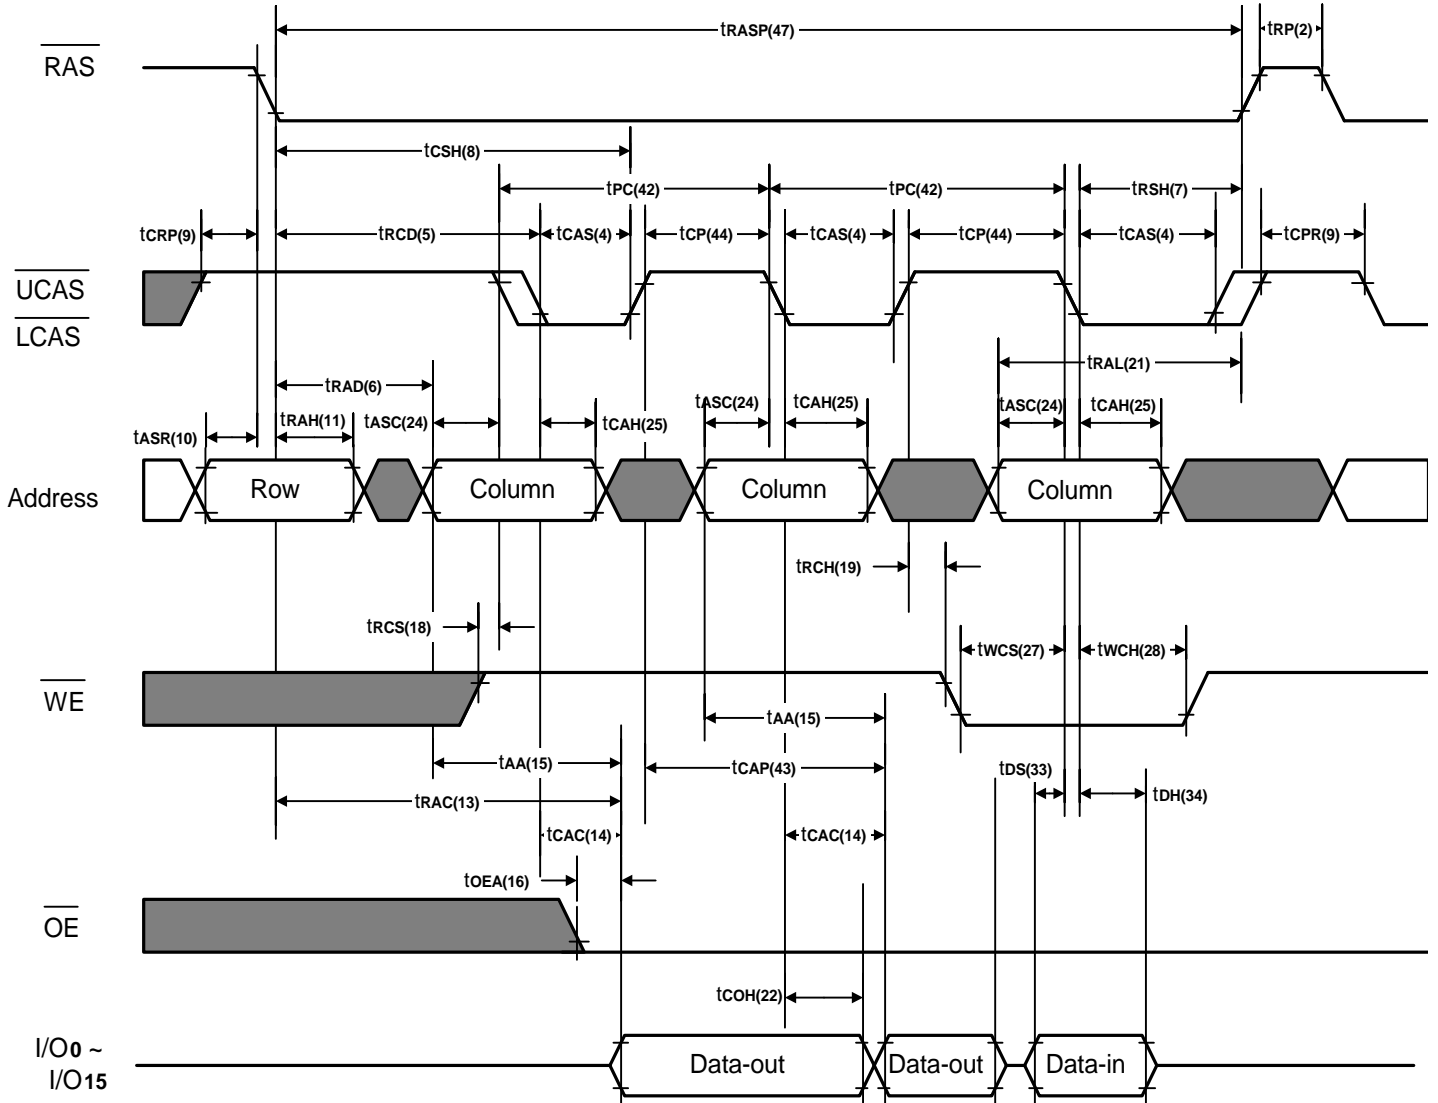 tRASP(47) tRP(2)
RAS
tCSH(8)
tPC(42) tPC(42) tRSH(7)
tCRP(9) tRCD(5) tCAS(4) tCP(44) tCAS(4) tCP(44) tCAS(4) tCPR(9)
UCAS
LCAS
tRAL(21)
tRAD(6)
tASR(10) tRAH(11) tASC(24) tCAH(25) tASC(24) tCAH(25) tASC(24) tCAH(25)
Address Row Column Column Column
tRCH(19)
tRCS(18) tWCS(27) tWCH(28)
WE
tAA(15)
tAA(15) tCAP(43) tDS(33)
tRAC(13) tDH(34)
tCAC(14) tCAC(14)
tOEA(16)
OE
tCOH(22)
I/O0 ~
I/O15
Data-out Data-out Data-in